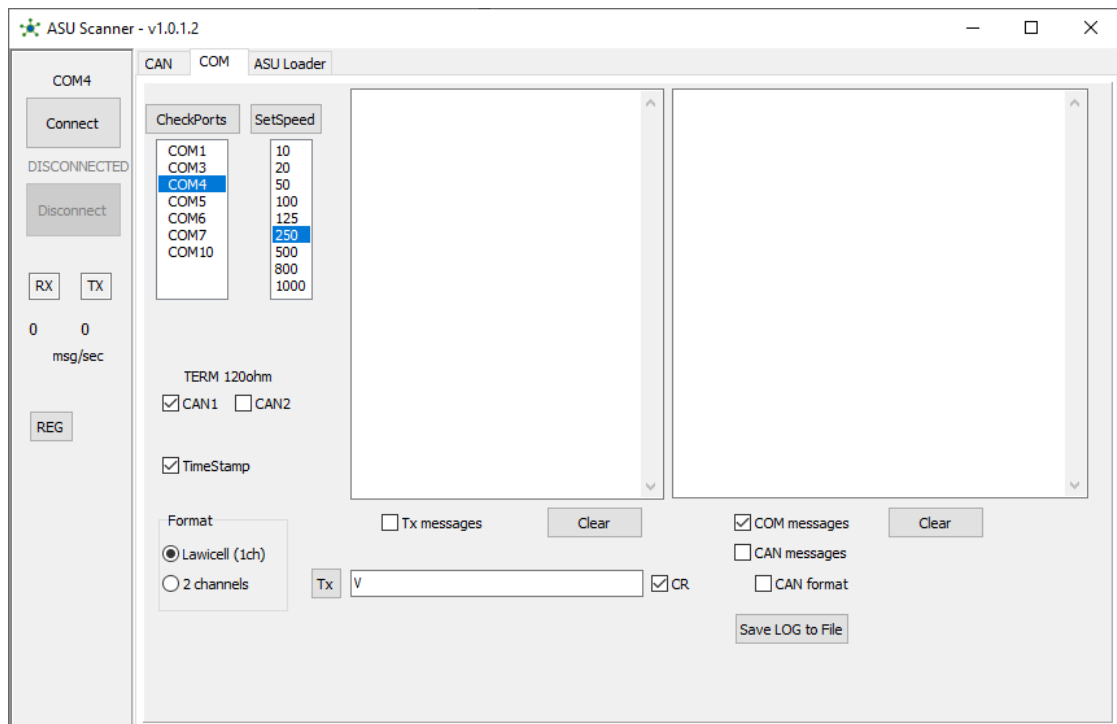 ASU Scanner - v1.0.1.2
COM4
Connect
DISCONNECTED
Disconnect
RX TX
0 0
msg/sec
REG
CAN COM ASU Loader
CheckPorts SetSpeed
COM1
COM3
COM4
COM5
COM6
COM7
COM10
10
20
50
100
125
250
500
800
1000
TERM 120ohm
CAN1 CAN2
TimeStamp
Format
Lawicell (1ch)
2 channels
Tx messages Clear
Tx V CR
COM messages Clear
CAN messages
CAN format
Save LOG to File